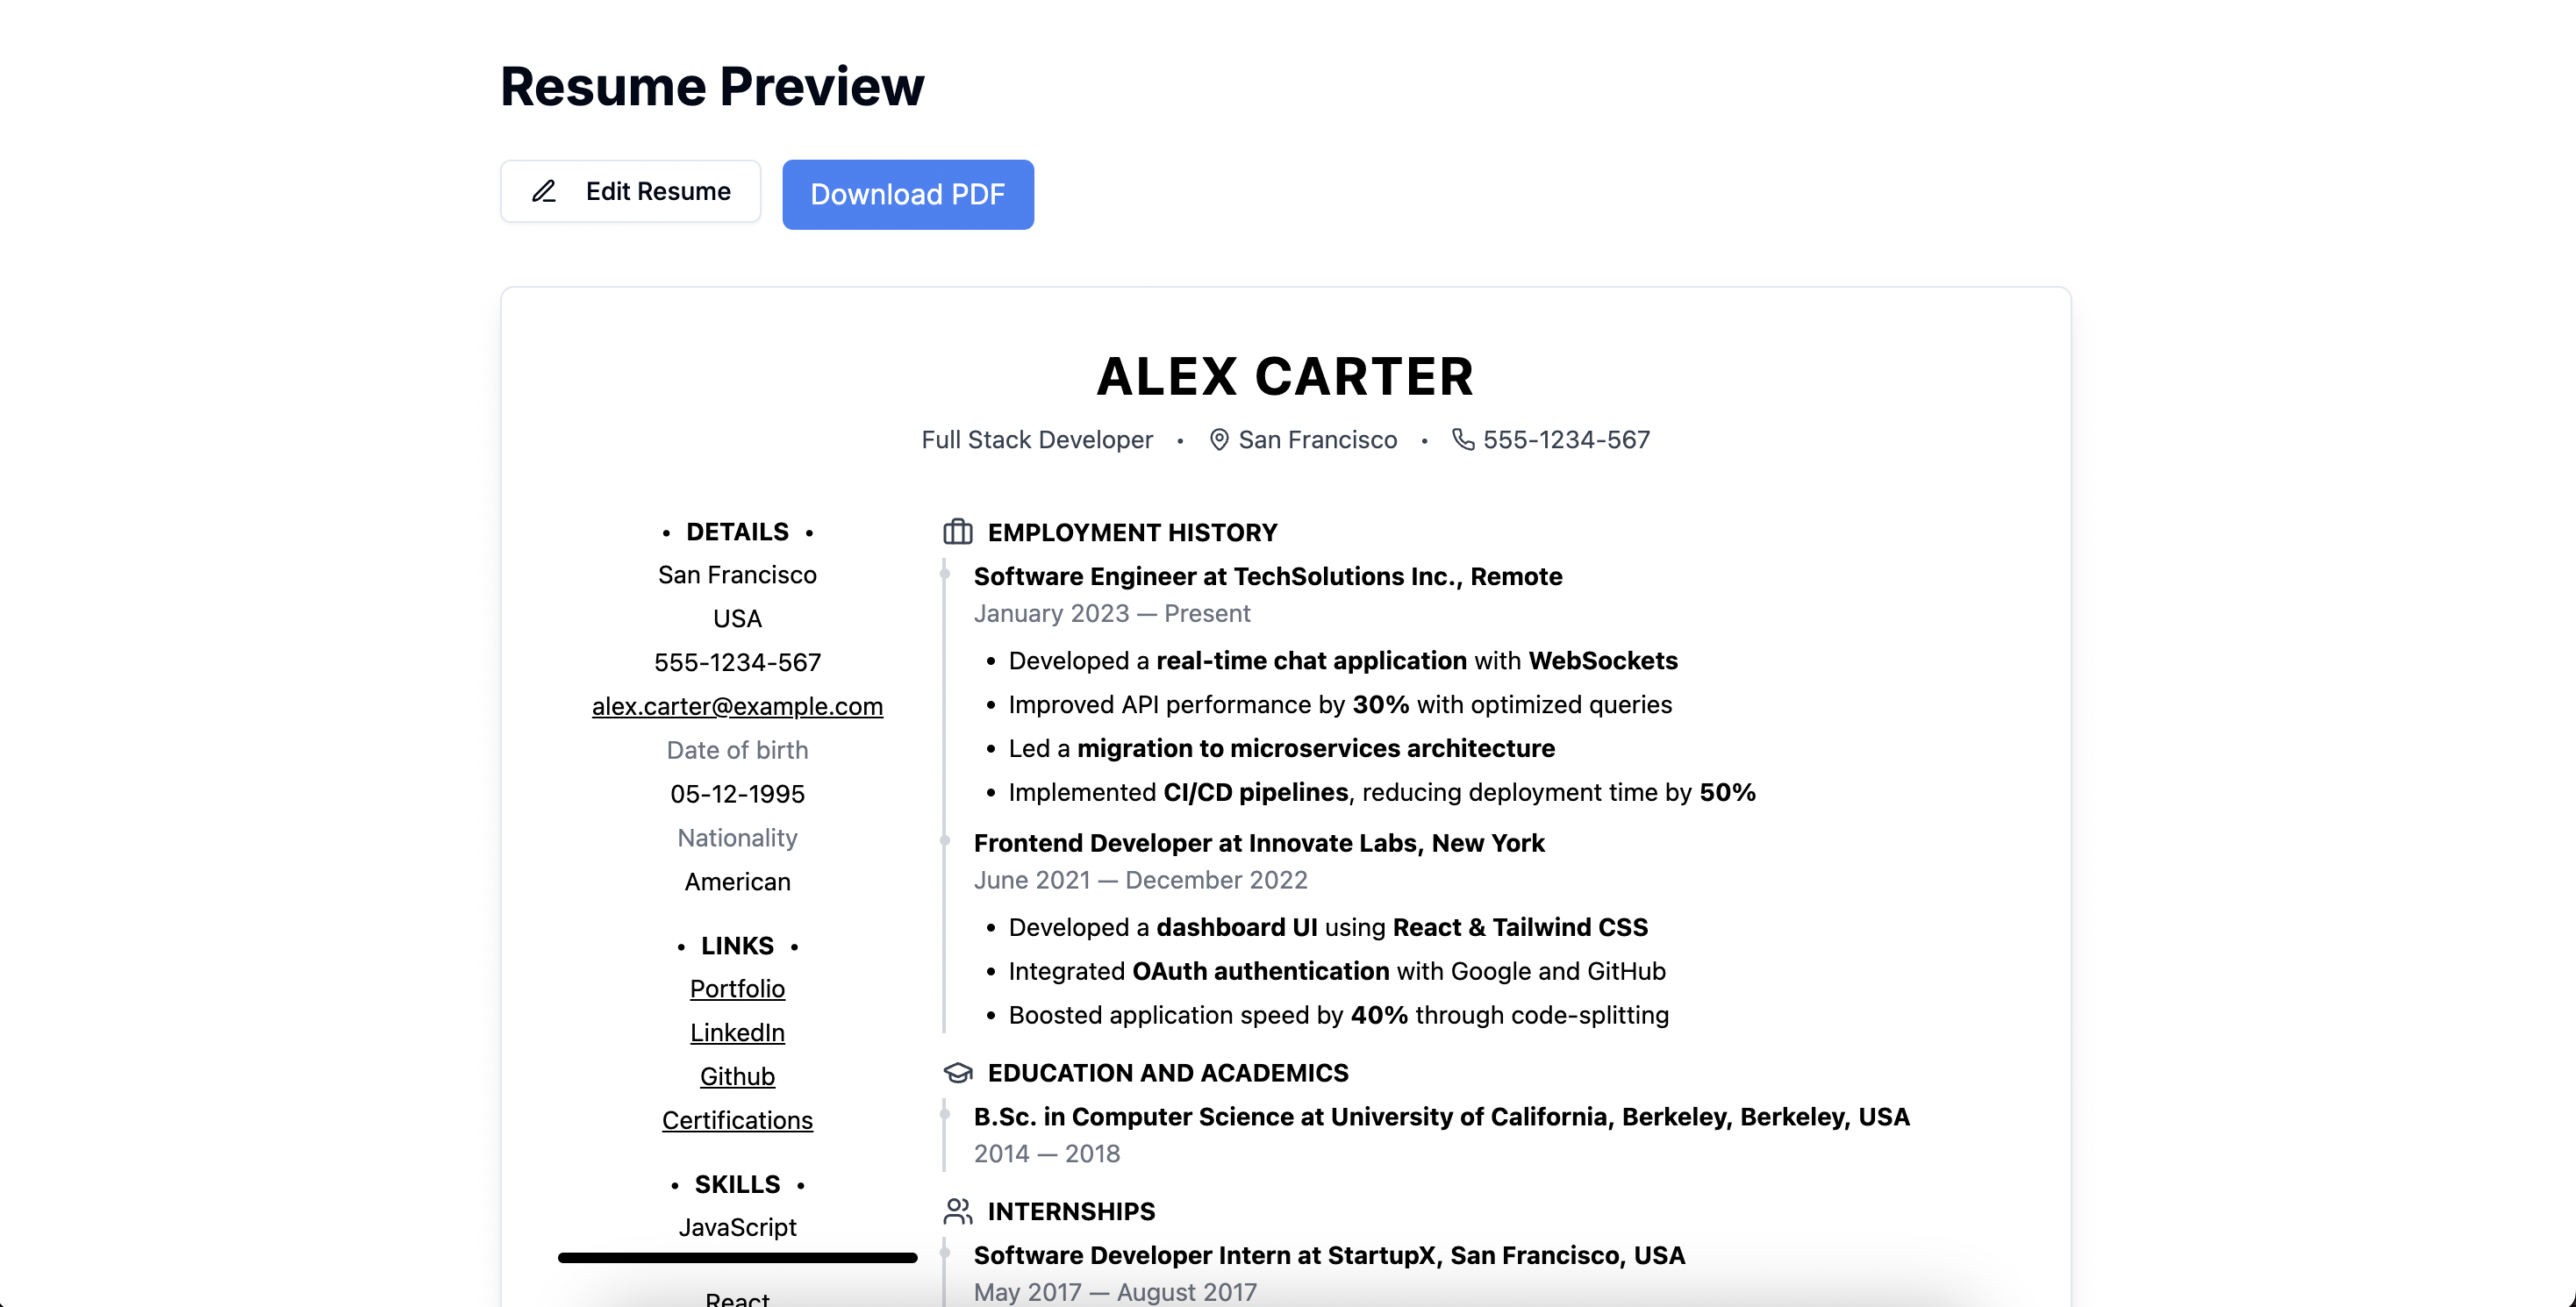 Resume Preview
Edit Resume
Download PDF
ALEX CARTER
Full Stack Developer • San Francisco • 555-1234-567
• DETAILS •
San Francisco
USA
555-1234-567
alex.carter@example.com
Date of birth
05-12-1995
Nationality
American
• LINKS •
Portfolio
LinkedIn
Github
Certifications
• SKILLS •
JavaScript
React
EMPLOYMENT HISTORY
Software Engineer at TechSolutions Inc., Remote
January 2023 — Present
• Developed a real-time chat application with WebSockets
• Improved API performance by 30% with optimized queries
• Led a migration to microservices architecture
• Implemented CI/CD pipelines, reducing deployment time by 50%
Frontend Developer at Innovate Labs, New York
June 2021 — December 2022
• Developed a dashboard UI using React & Tailwind CSS
• Integrated OAuth authentication with Google and GitHub
• Boosted application speed by 40% through code-splitting
EDUCATION AND ACADEMICS
B.Sc. in Computer Science at University of California, Berkeley, Berkeley, USA
2014 — 2018
INTERNSHIPS
Software Developer Intern at StartupX, San Francisco, USA
May 2017 — August 2017